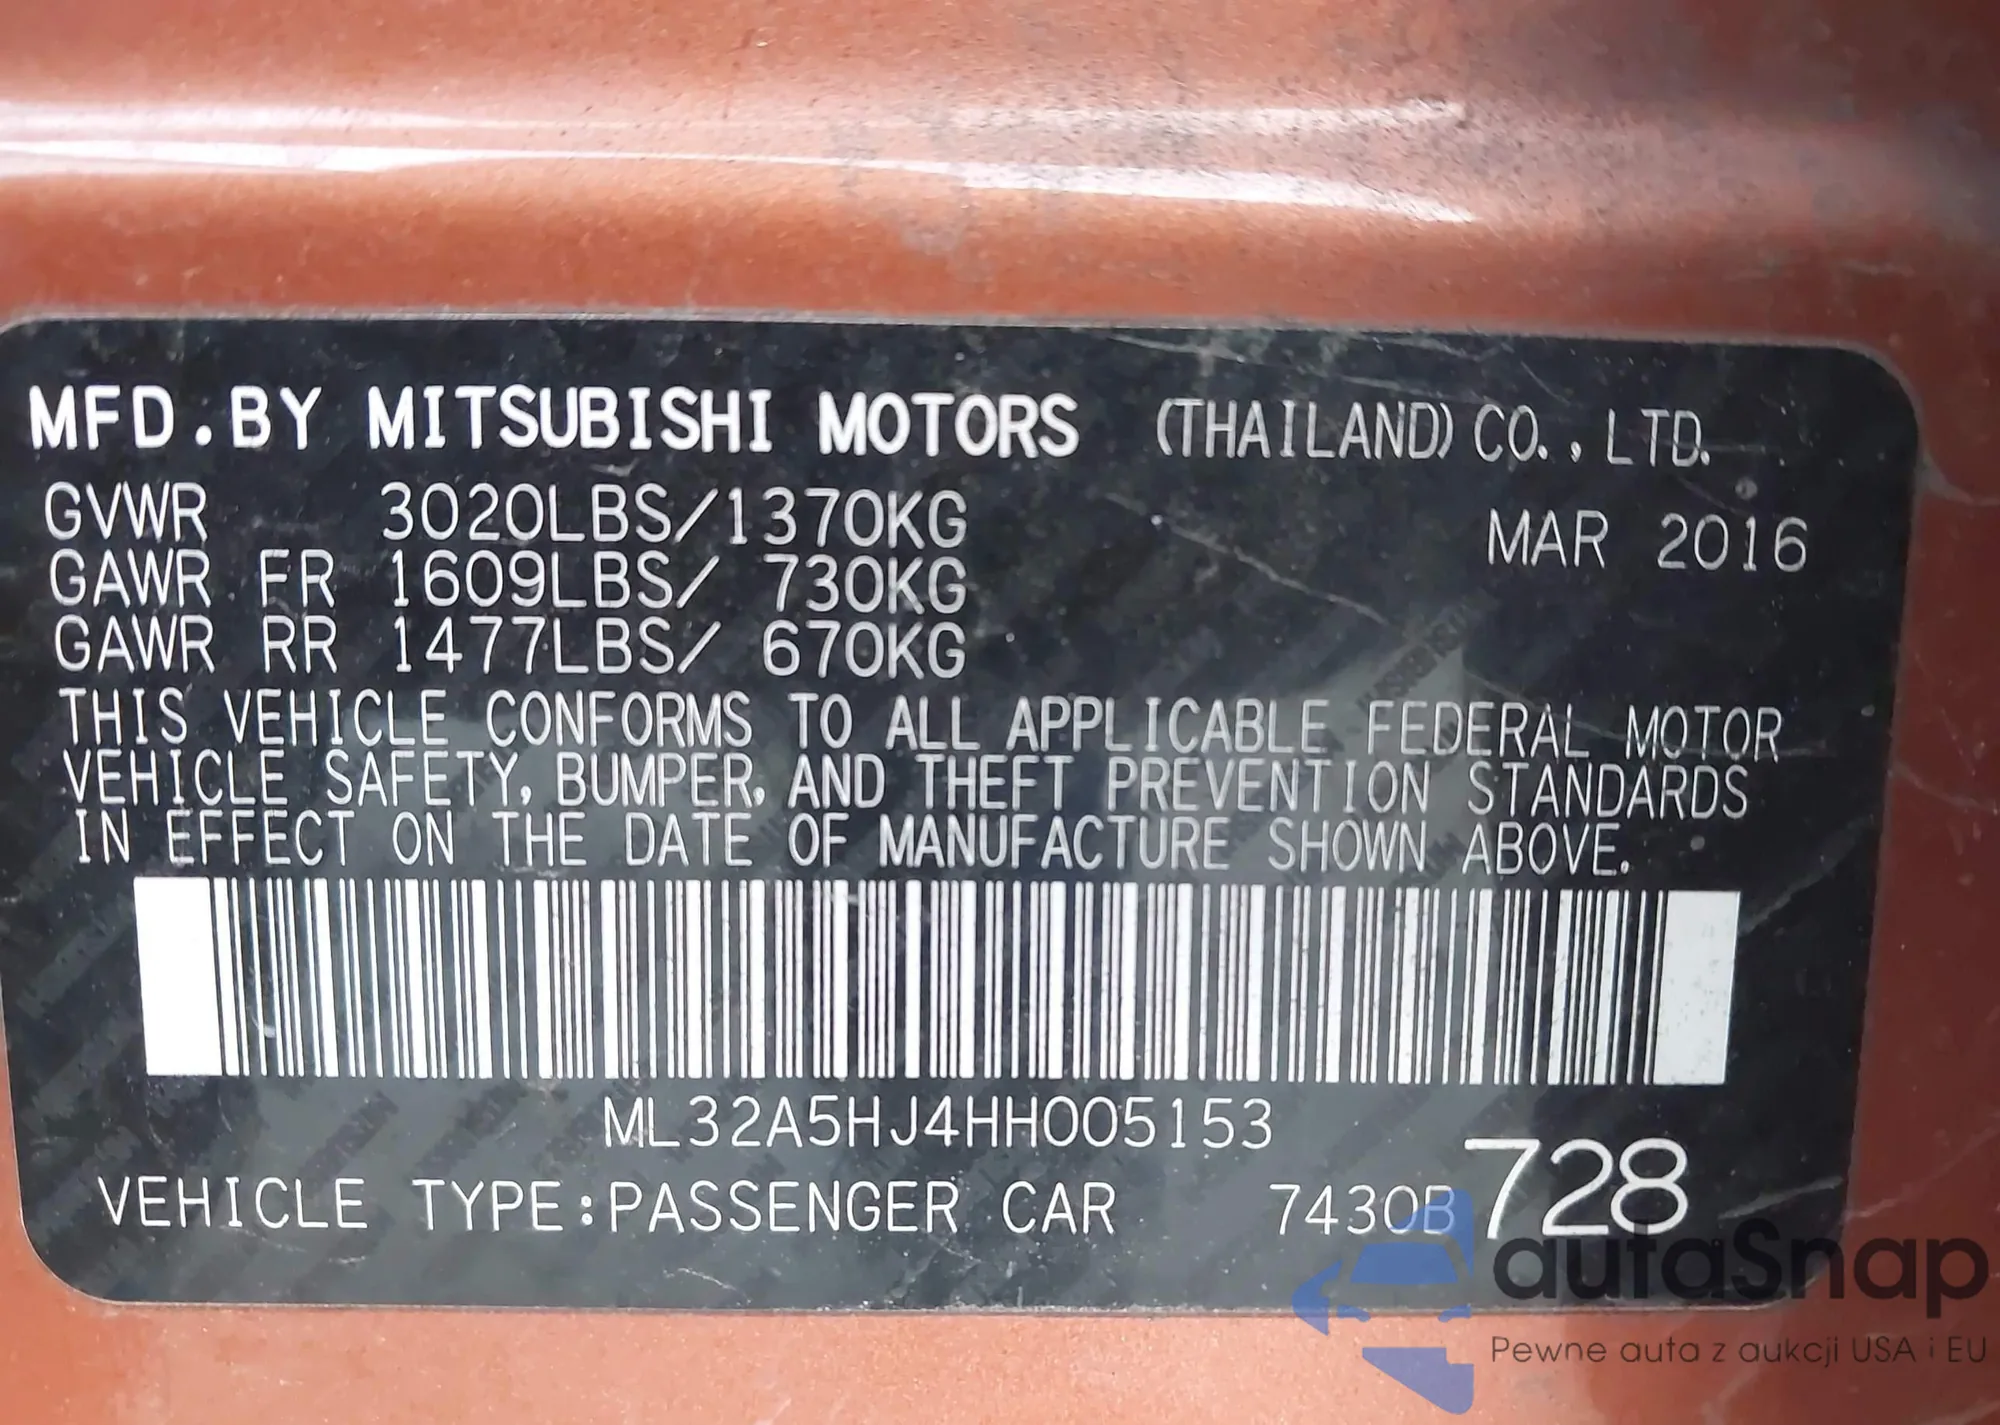 MFD.BY MITSUBISHI MOTORS (THAILAND) CO., LTD.
GVWR 3020LBS/1370KG MAR 2016
GAWR FR 1609LBS/ 730KG
GAWR RR 1477LBS/ 670KG
THIS VEHICLE CONFORMS TO ALL APPLICABLE FEDERAL MOTOR
VEHICLE SAFETY, BUMPER, AND THEFT PREVENTION STANDARDS
IN EFFECT ON THE DATE OF MANUFACTURE SHOWN ABOVE.
ML32A5HJ4HH005153
VEHICLE TYPE:PASSENGER CAR 7430B 728
autaSnap
Pewne auta z aukcji USA i EU